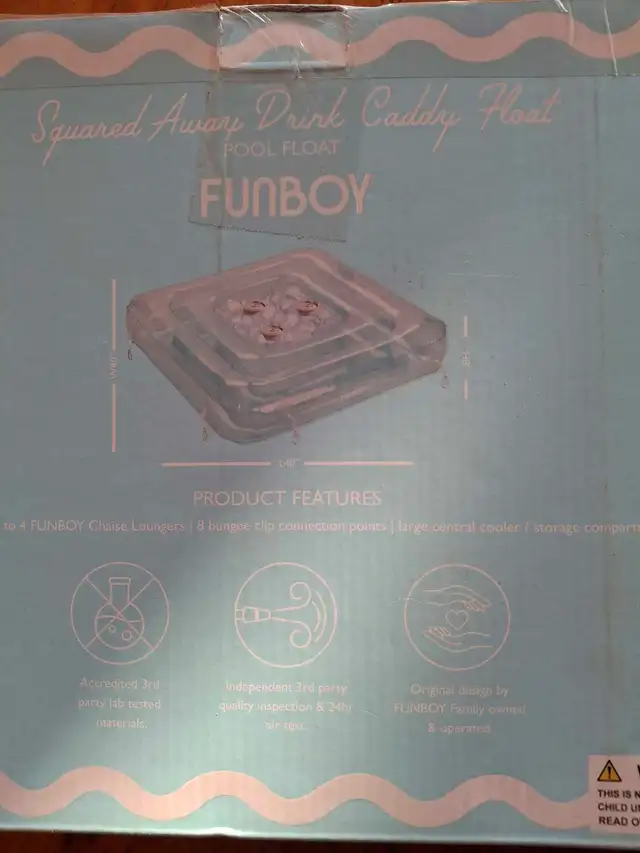 Squared Away Drink Caddy Float
POOL FLOAT
FUNBOY
L40"
PRODUCT FEATURES
to 4 FUNBOY Chaise Loungers | 8 bungee clip connection points | large central cooler / storage compart
Accredited 3rd
party lab tested
materials.
Independent 3rd party
quality inspection & 24hr
air test.
Original design by
FUNBOY Family owned
& operated
THIS IS N
CHILD U
READ O